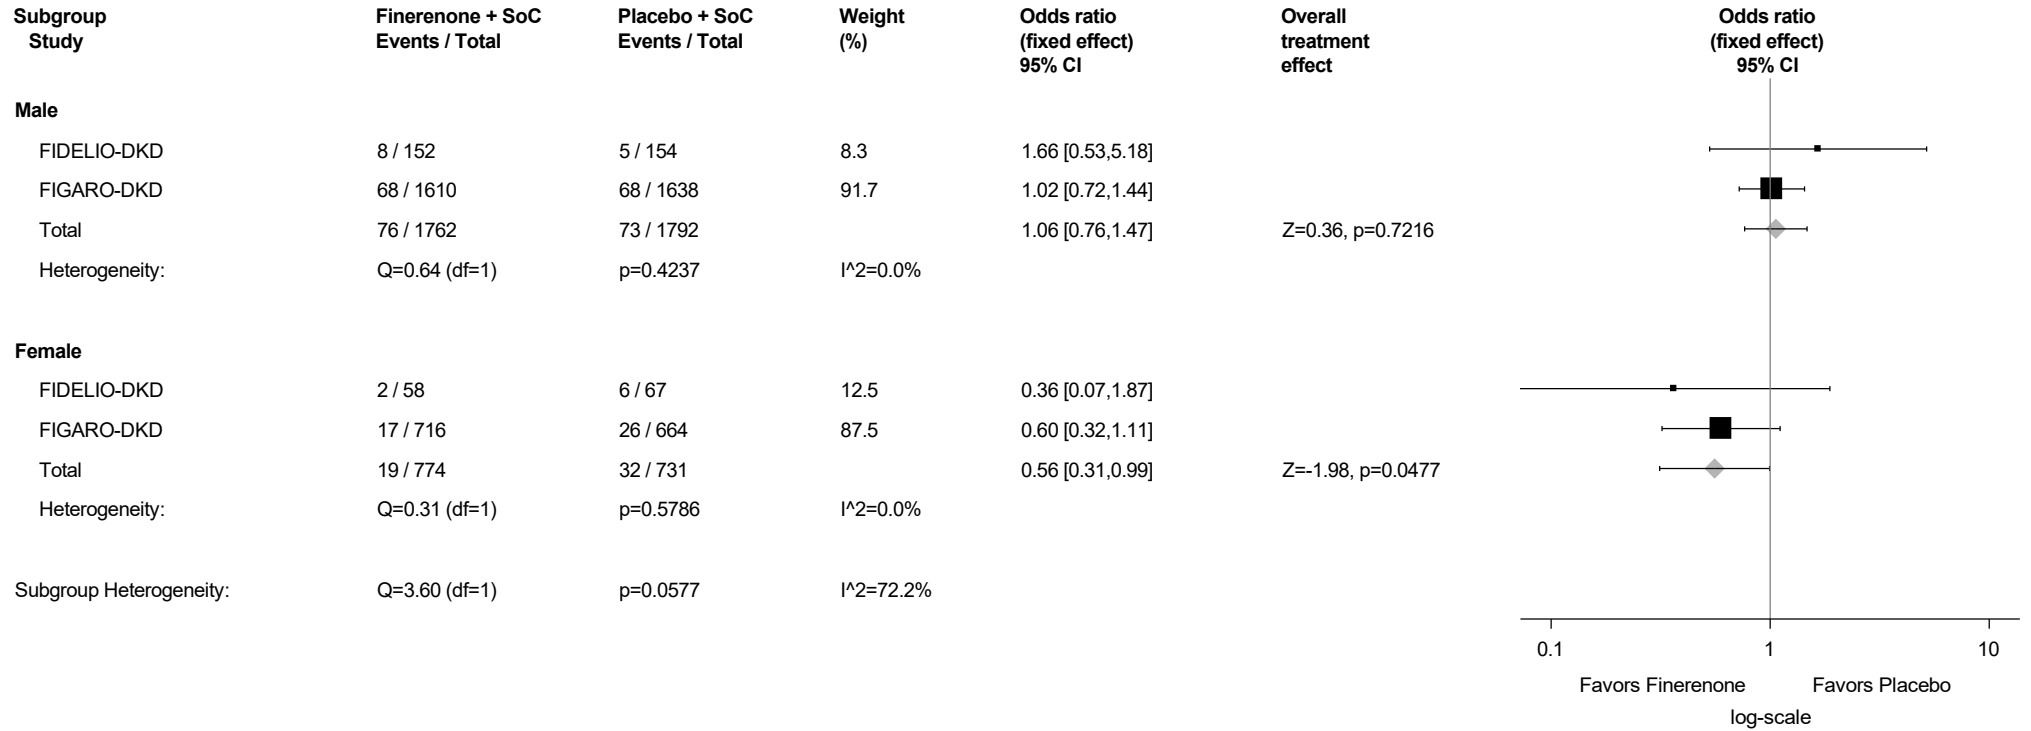 Subgroup Finerenone + SoC Placebo + SoC Weight Odds ratio Overall Odds ratio
Study Events / Total Events / Total (%) (fixed effect) treatment (fixed effect)
95% CI effect 95% CI
Male
FIDELIO-DKD 8 / 152 5 / 154 8.3 1.66 [0.53,5.18]
FIGARO-DKD 68 / 1610 68 / 1638 91.7 1.02 [0.72,1.44]
Total 76 / 1762 73 / 1792 1.06 [0.76,1.47] Z=0.36, p=0.7216
Heterogeneity: Q=0.64 (df=1) p=0.4237 I^2=0.0%
Female
FIDELIO-DKD 2 / 58 6 / 67 12.5 0.36 [0.07,1.87]
FIGARO-DKD 17 / 716 26 / 664 87.5 0.60 [0.32,1.11]
Total 19 / 774 32 / 731 0.56 [0.31,0.99] Z=-1.98, p=0.0477
Heterogeneity: Q=0.31 (df=1) p=0.5786 I^2=0.0%
Subgroup Heterogeneity: Q=3.60 (df=1) p=0.0577 I^2=72.2%
0.1 1 10
Favors Finerenone Favors Placebo
log-scale